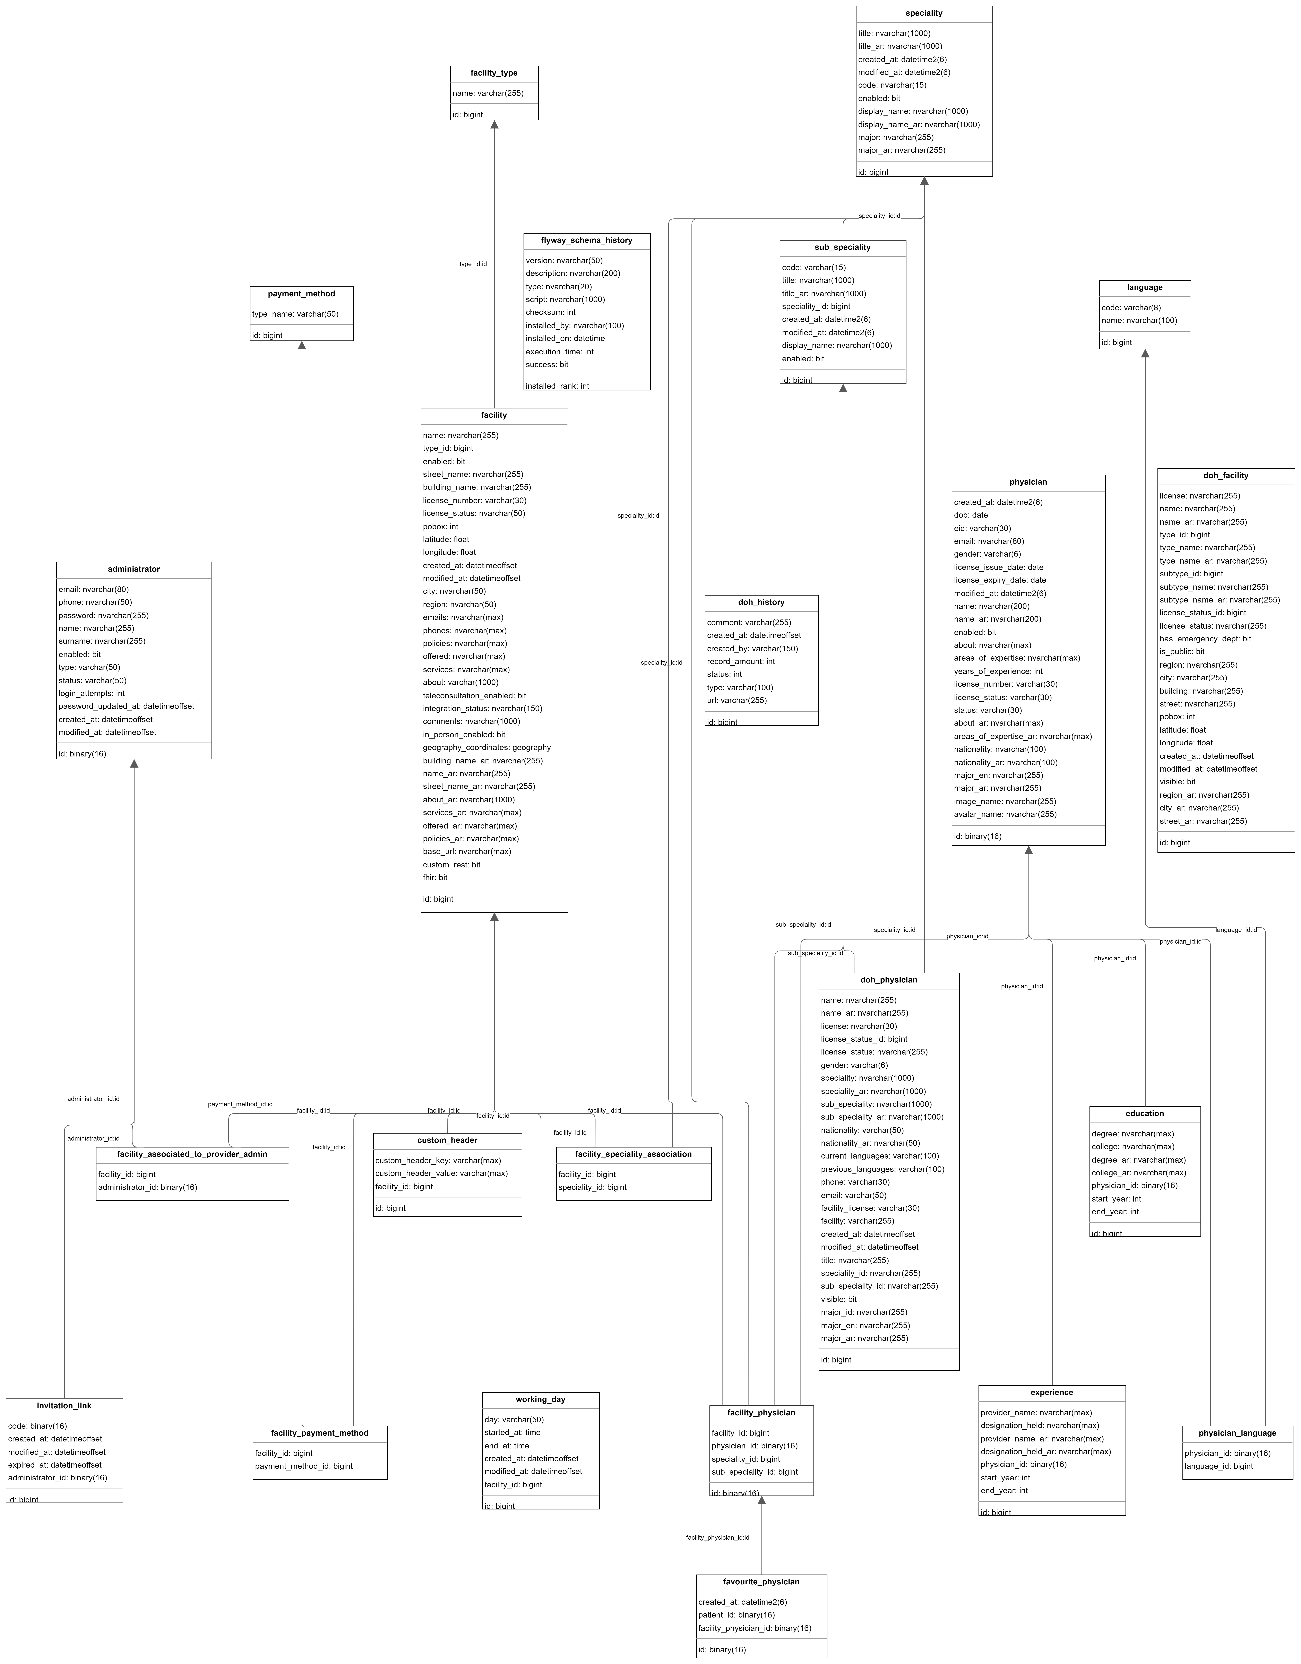 speciality
title: nvarchar(1000)
title_ar: nvarchar(1000)
created_at: datetime2(6)
modified_at: datetime2(6)
code: nvarchar(15)
enabled: bit
display_name: nvarchar(1000)
display_name_ar: nvarchar(1000)
major: nvarchar(255)
major_ar: nvarchar(255)
id: bigint
facility_type
name: varchar(255)
id: bigint
speciality_id:id
type_id:id
flyway_schema_history
version: nvarchar(50)
description: nvarchar(200)
type: nvarchar(20)
script: nvarchar(1000)
checksum: int
installed_by: nvarchar(100)
installed_on: datetime
execution_time: int
success: bit
installed_rank: int
sub_speciality
code: varchar(15)
title: nvarchar(1000)
title_ar: nvarchar(1000)
speciality_id: bigint
created_at: datetime2(6)
modified_at: datetime2(6)
display_name: nvarchar(1000)
enabled: bit
id: bigint
payment_method
type_name: varchar(50)
id: bigint
language
code: varchar(8)
name: nvarchar(100)
id: bigint
facility
name: nvarchar(255)
type_id: bigint
enabled: bit
street_name: nvarchar(255)
building_name: nvarchar(255)
license_number: varchar(30)
license_status: nvarchar(50)
pobox: int
latitude: float
longitude: float
created_at: datetimeoffset
modified_at: datetimeoffset
city: nvarchar(50)
region: nvarchar(50)
emails: nvarchar(max)
phones: nvarchar(max)
policies: nvarchar(max)
offered: nvarchar(max)
services: nvarchar(max)
about: varchar(1000)
teleconsultation_enabled: bit
integration_status: nvarchar(150)
comments: nvarchar(1000)
in_person_enabled: bit
geography_coordinates: geography
building_name_ar: nvarchar(255)
name_ar: nvarchar(255)
street_name_ar: nvarchar(255)
about_ar: nvarchar(1000)
services_ar: nvarchar(max)
offered_ar: nvarchar(max)
policies_ar: nvarchar(max)
base_url: nvarchar(max)
custom_rest: bit
fhir: bit
id: bigint
speciality_id:id
speciality_id:id
physician
created_at: datetime2(6)
dob: date
eid: varchar(30)
email: nvarchar(80)
gender: varchar(6)
license_issue_date: date
license_expiry_date: date
modified_at: datetime2(6)
name: nvarchar(200)
name_ar: nvarchar(200)
enabled: bit
about: nvarchar(max)
areas_of_expertise: nvarchar(max)
years_of_experience: int
license_number: varchar(30)
license_status: varchar(30)
status: varchar(30)
about_ar: nvarchar(max)
areas_of_expertise_ar: nvarchar(max)
nationality: nvarchar(100)
nationality_ar: nvarchar(100)
major_en: nvarchar(255)
major_ar: nvarchar(255)
image_name: nvarchar(255)
avatar_name: varchar(255)
id: binary(16)
doh_facility
license: nvarchar(255)
name: nvarchar(255)
name_ar: nvarchar(255)
type_id: bigint
type_name: nvarchar(255)
type_name_ar: nvarchar(255)
subtype_id: bigint
subtype_name: nvarchar(255)
subtype_name_ar: nvarchar(255)
license_status_id: bigint
license_status: nvarchar(255)
has_emergency_dept: bit
is_public: bit
region: nvarchar(255)
city: nvarchar(255)
building: nvarchar(255)
street: nvarchar(255)
pobox: int
latitude: float
longitude: float
created_at: datetimeoffset
modified_at: datetimeoffset
visible: bit
region_ar: nvarchar(255)
city_ar: nvarchar(255)
street_ar: nvarchar(255)
id: bigint
administrator
email: nvarchar(80)
phone: nvarchar(50)
password: nvarchar(255)
name: nvarchar(255)
surname: nvarchar(255)
enabled: bit
type: varchar(50)
status: varchar(50)
login_attempts: int
password_updated_at: datetimeoffset
created_at: datetimeoffset
modified_at: datetimeoffset
id: binary(16)
doh_history
comment: varchar(255)
created_at: datetimeoffset
created_by: varchar(150)
record_amount: int
status: int
type: varchar(100)
url: varchar(255)
id: bigint
sub_speciality_id:id
speciality_id:id
physician_id:id
sub_speciality_id:id
language_id:id
physician_id:id
physician_id:id
physician_id:id
doh_physician
name: nvarchar(255)
name_ar: nvarchar(255)
license: nvarchar(30)
license_status_id: bigint
license_status: nvarchar(255)
gender: varchar(6)
speciality: nvarchar(1000)
speciality_ar: nvarchar(1000)
sub_speciality: nvarchar(1000)
sub_speciality_ar: nvarchar(1000)
nationality: varchar(50)
nationality_ar: nvarchar(50)
current_languages: varchar(100)
previous_languages: varchar(100)
phone: varchar(30)
email: varchar(50)
facility_license: varchar(30)
facility: varchar(255)
created_at: datetimeoffset
modified_at: datetimeoffset
title: nvarchar(255)
speciality_id: nvarchar(255)
sub_speciality_id: nvarchar(255)
visible: bit
major_id: nvarchar(255)
major_en: nvarchar(255)
major_ar: nvarchar(255)
id: bigint
administrator_id:id
payment_method_id:id
facility_id:id
facility_id:id
facility_id:id
facility_id:id
administrator_id:id
facility_id:id
facility_id:id
facility_associated_to_provider_admin
facility_id: bigint
administrator_id: binary(16)
custom_header
custom_header_key: varchar(max)
custom_header_value: varchar(max)
facility_id: bigint
id: bigint
facility_speciality_association
facility_id: bigint
speciality_id: bigint
education
degree: nvarchar(max)
college: nvarchar(max)
degree_ar: nvarchar(max)
college_ar: nvarchar(max)
physician_id: binary(16)
start_year: int
end_year: int
id: bigint
invitation_link
code: binary(16)
created_at: datetimeoffset
modified_at: datetimeoffset
expired_at: datetimeoffset
administrator_id: binary(16)
id: bigint
facility_payment_method
facility_id: bigint
payment_method_id: bigint
working_day
day: varchar(50)
started_at: time
end_at: time
created_at: datetimeoffset
modified_at: datetimeoffset
facility_id: bigint
id: bigint
facility_physician
facility_id: bigint
physician_id: binary(16)
speciality_id: bigint
sub_speciality_id: bigint
id: binary(16)
experience
provider_name: nvarchar(max)
designation_held: nvarchar(max)
provider_name_ar: nvarchar(max)
designation_held_ar: nvarchar(max)
physician_id: binary(16)
start_year: int
end_year: int
id: bigint
physician_language
physician_id: binary(16)
language_id: bigint
facility_physician_id:id
favourite_physician
created_at: datetime2(6)
patient_id: binary(16)
facility_physician_id: binary(16)
id: binary(16)